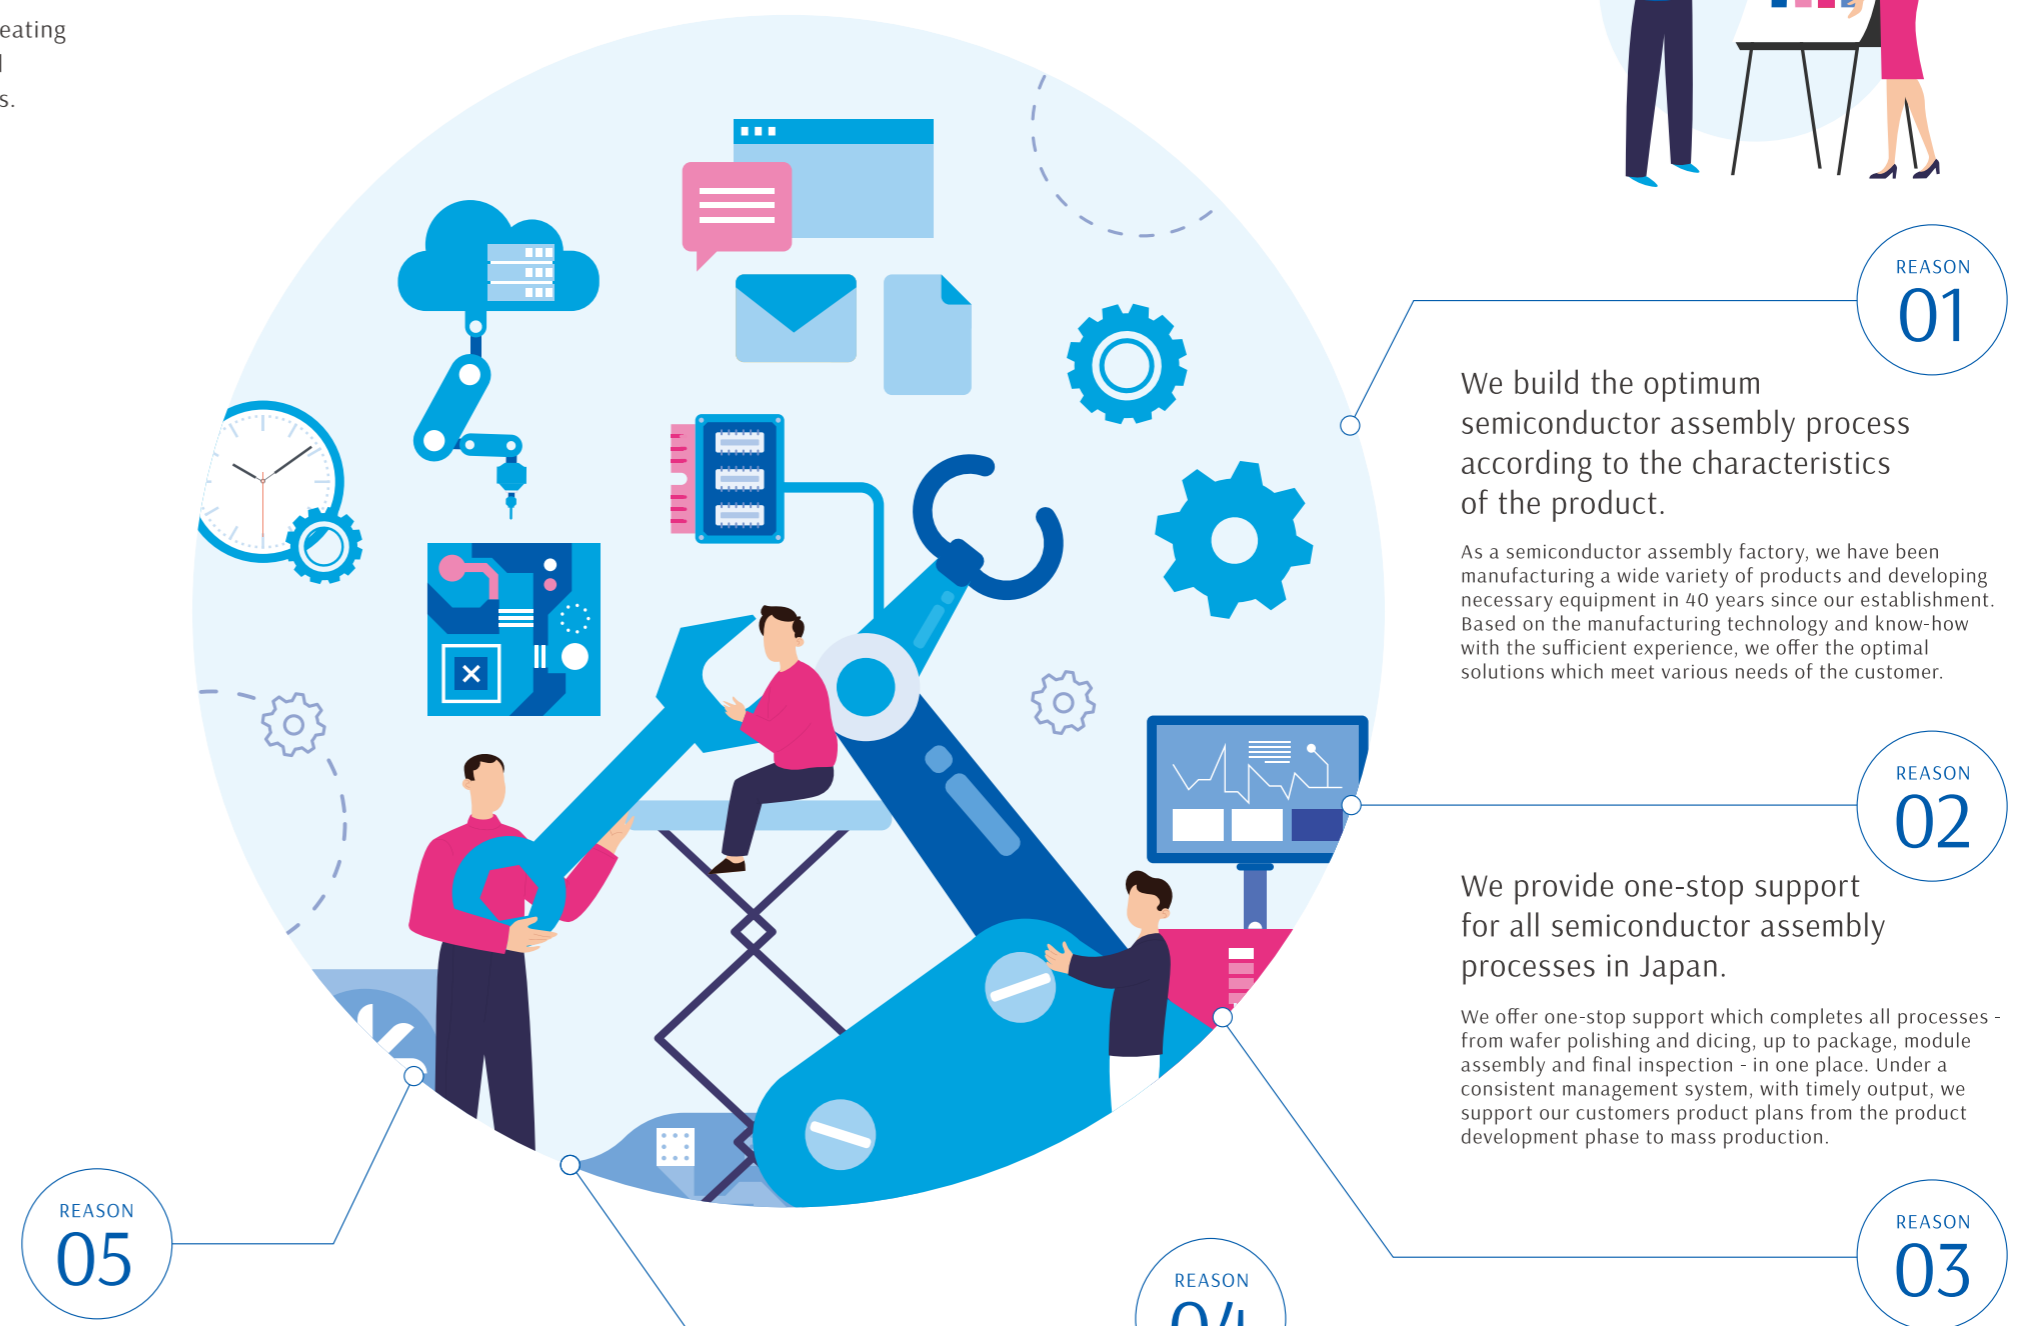 eating
s.
REASON
01
We build the optimum
semiconductor assembly process
according to the characteristics
of the product.
As a semiconductor assembly factory, we have been
manufacturing a wide variety of products and developing
necessary equipment in 40 years since our establishment.
Based on the manufacturing technology and know-how
with the sufficient experience, we offer the optimal
solutions which meet various needs of the customer.
REASON
02
We provide one-stop support
for all semiconductor assembly
processes in Japan.
We offer one-stop support which completes all processes -
from wafer polishing and dicing, up to package, module
assembly and final inspection - in one place. Under a
consistent management system, with timely output, we
support our customers product plans from the product
development phase to mass production.
REASON
03
REASON
04
REASON
05